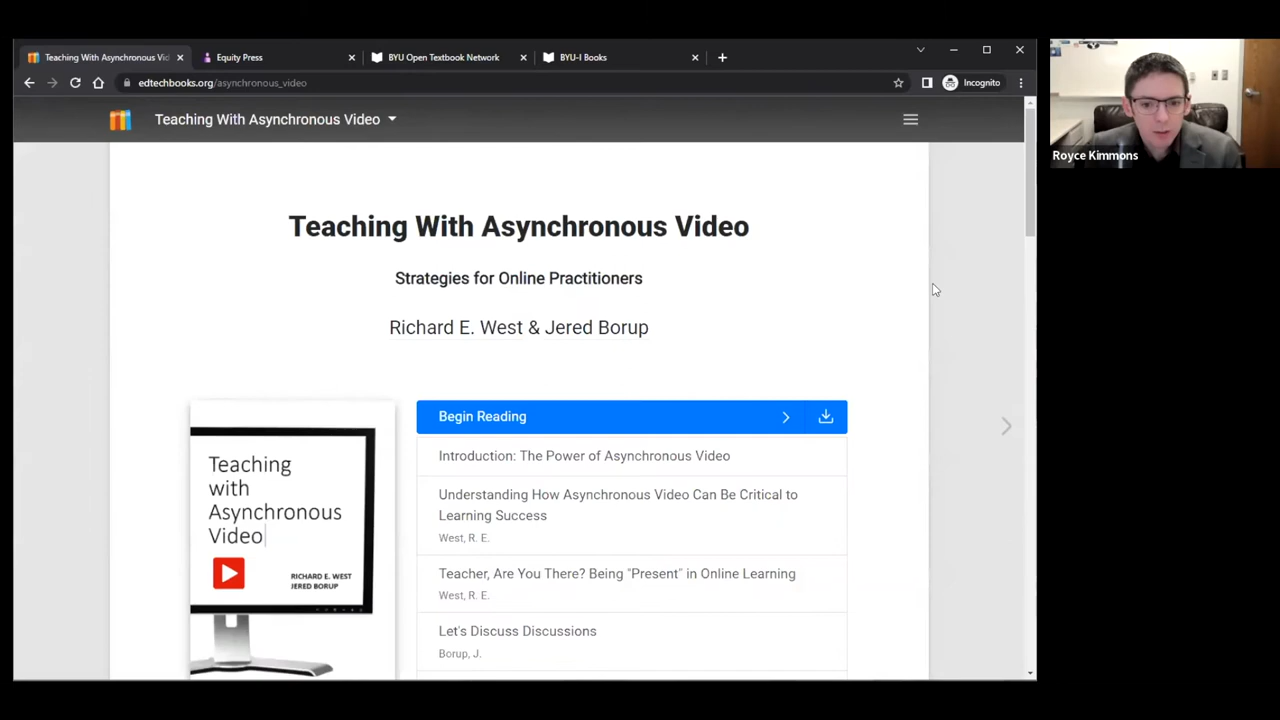 Teaching With Asynchronous Vid
Equity Press
BYU Open Textbook Network
BYU-I Books
edtechbooks.org/asynchronous_video
Incognito
Teaching With Asynchronous Video
Royce Kimmons
Teaching With Asynchronous Video
Strategies for Online Practitioners
Richard E. West & Jered Borup
Teaching
with
Asynchronous
Video
RICHARD E. WEST
JERED BORUP
Begin Reading
Introduction: The Power of Asynchronous Video
Understanding How Asynchronous Video Can Be Critical to
Learning Success
West, R. E.
Teacher, Are You There? Being "Present" in Online Learning
West, R. E.
Let's Discuss Discussions
Borup, J.